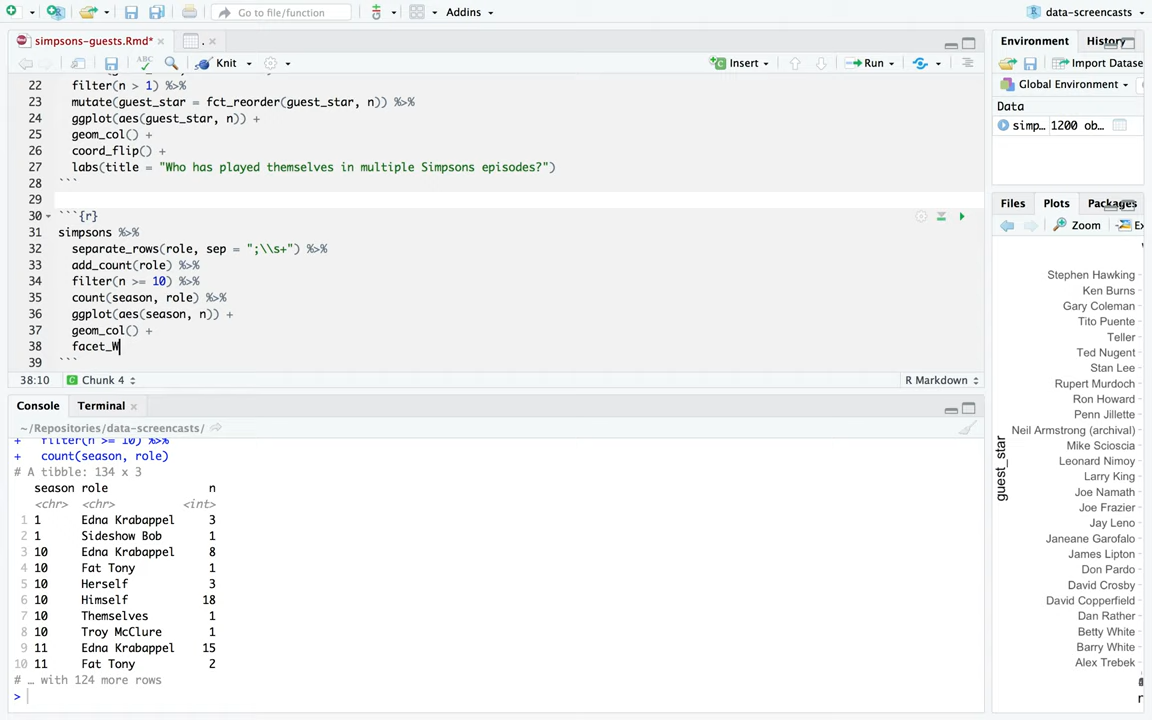 Go to file/function
Addins
data-screencasts
simpsons-guests.Rmd*
.
Knit
Insert
Run
22 filter(n > 1) %>%
23 mutate(guest_star = fct_reorder(guest_star, n)) %>%
24 ggplot(aes(guest_star, n)) +
25 geom_col() +
26 coord_flip() +
27 labs(title = "Who has played themselves in multiple Simpsons episodes?")
28 ```
29
30 ```{r}
31 simpsons %>%
32 separate_rows(role, sep = ";\\s+") %>%
33 add_count(role) %>%
34 filter(n >= 10) %>%
35 count(season, role) %>%
36 ggplot(aes(season, n)) +
37 geom_col() +
38 facet_W
39 ```
38:10 Chunk 4 R Markdown
Console Terminal
~/Repositories/data-screencasts/
+ filter(n >= 10) %>%
+ count(season, role)
# A tibble: 134 x 3
season role n
<chr> <chr> <int>
1 1 Edna Krabappel 3
2 1 Sideshow Bob 1
3 10 Edna Krabappel 8
4 10 Fat Tony 1
5 10 Herself 3
6 10 Himself 18
7 10 Themselves 1
8 10 Troy McClure 1
9 11 Edna Krabappel 15
10 11 Fat Tony 2
# … with 124 more rows
>
Environment History
Import Datase
Global Environment
Data
simp… 1200 ob…
Files Plots Packages
Zoom Ex
Stephen Hawking
Ken Burns
Gary Coleman
Tito Puente
Teller
Ted Nugent
Stan Lee
Rupert Murdoch
Ron Howard
Penn Jillette
Neil Armstrong (archival)
Mike Scioscia
Leonard Nimoy
Larry King
Joe Namath
Joe Frazier
Jay Leno
Janeane Garofalo
James Lipton
Don Pardo
David Crosby
David Copperfield
Dan Rather
Betty White
Barry White
Alex Trebek
guest_star